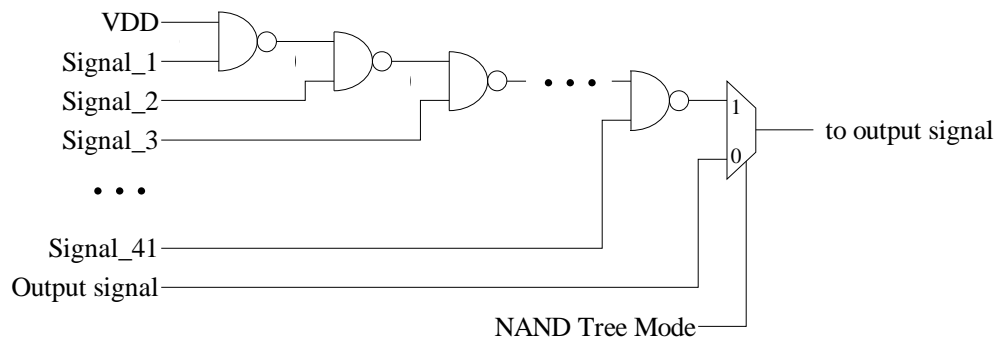 VDD
Signal_1
Signal_2
Signal_3
• • •
• • •
1
to output signal
0
Signal_41
Output signal
NAND Tree Mode